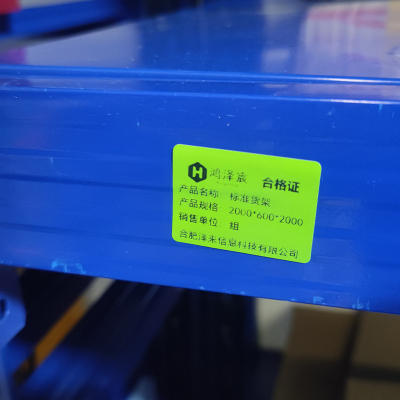 鸿泽宸 合格证
产品名称: 标准货架
产品规格: 2000*600*2000
销售单位: 组
合肥泽来信息科技有限公司